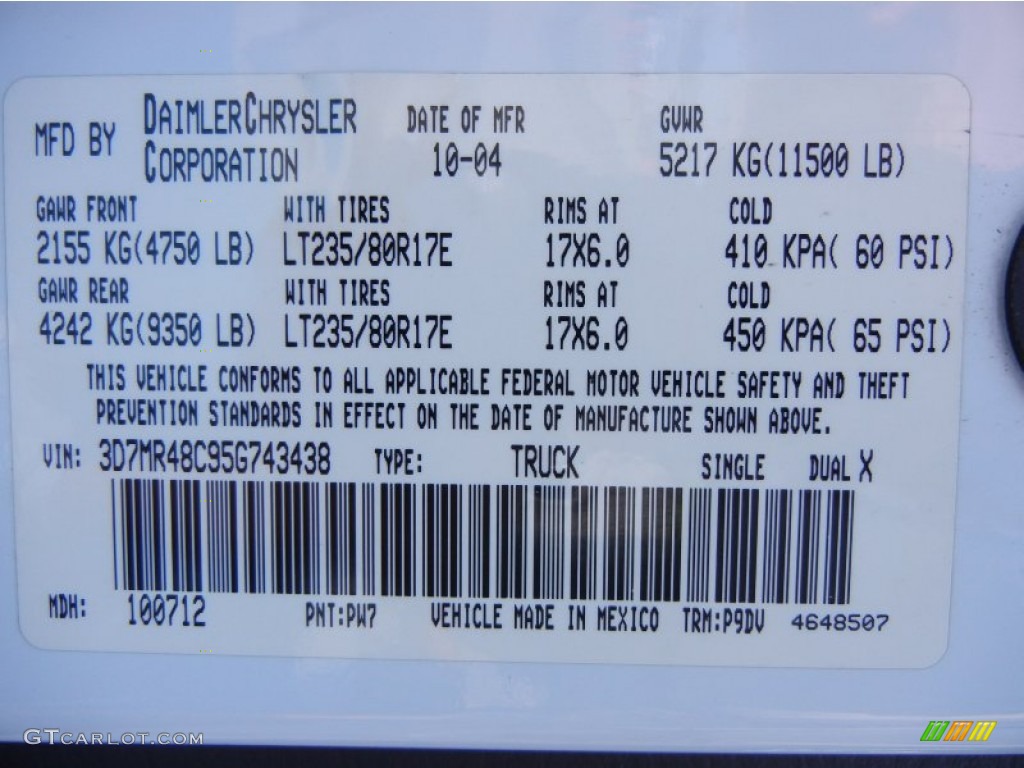 MFD BY DAIMLERCHRYSLER CORPORATION DATE OF MFR 10-04 GVWR 5217 KG(11500 LB)
GAWR FRONT WITH TIRES RIMS AT COLD
2155 KG(4750 LB) LT235/80R17E 17X6.0 410 KPA( 60 PSI)
GAWR REAR WITH TIRES RIMS AT COLD
4242 KG(9350 LB) LT235/80R17E 17X6.0 450 KPA( 65 PSI)
THIS VEHICLE CONFORMS TO ALL APPLICABLE FEDERAL MOTOR VEHICLE SAFETY AND THEFT
PREVENTION STANDARDS IN EFFECT ON THE DATE OF MANUFACTURE SHOWN ABOVE.
VIN: 3D7MR48C95G743438 TYPE: TRUCK SINGLE DUAL X
MDH: 100712 PNT:PW7 VEHICLE MADE IN MEXICO TRM:P9DV 4648507
GTCARLOT.COM